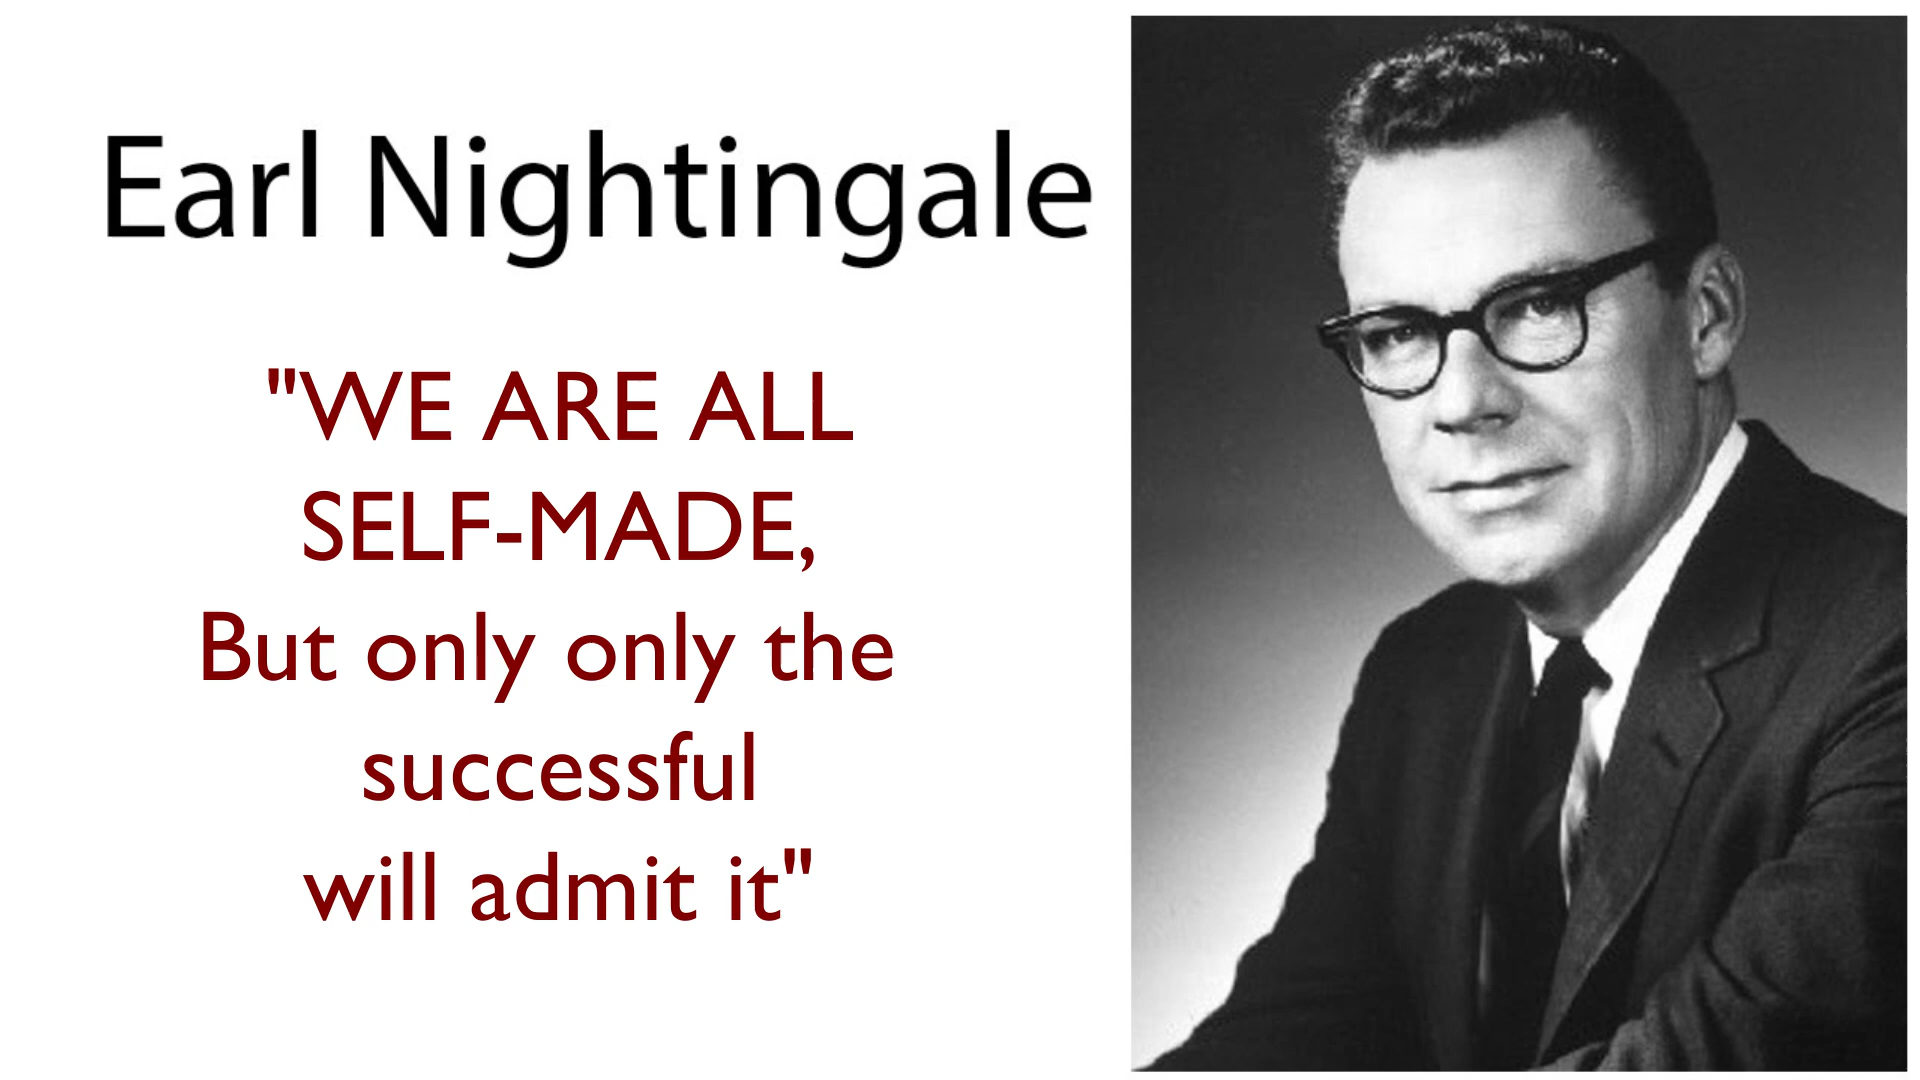 Earl Nightingale
"WE ARE ALL
SELF-MADE,
But only only the
successful
will admit it"